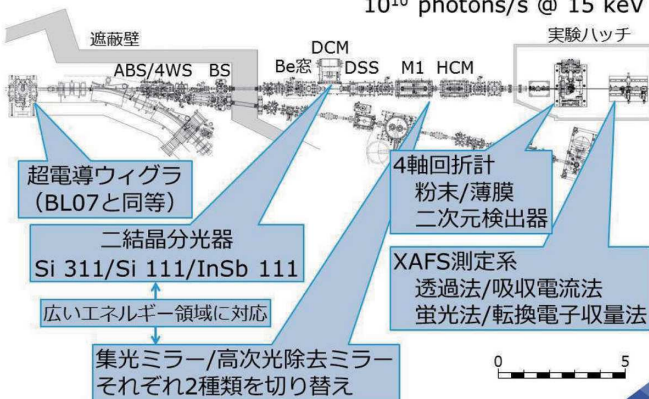 10¹⁰ photons/s @ 15 keV
遮蔽壁
実験ハッチ
DCM
ABS/4WS
BS
Be窓
DSS
M1
HCM
超電導ウィグラ
（BL07と同等）
二結晶分光器
Si 311/Si 111/InSb 111
広いエネルギー領域に対応
集光ミラー/高次光除去ミラー
それぞれ2種類を切り替え
4軸回折計
粉末/薄膜
二次元検出器
XAFS測定系
透過法/吸収電流法
蛍光法/転換電子収量法
0 5